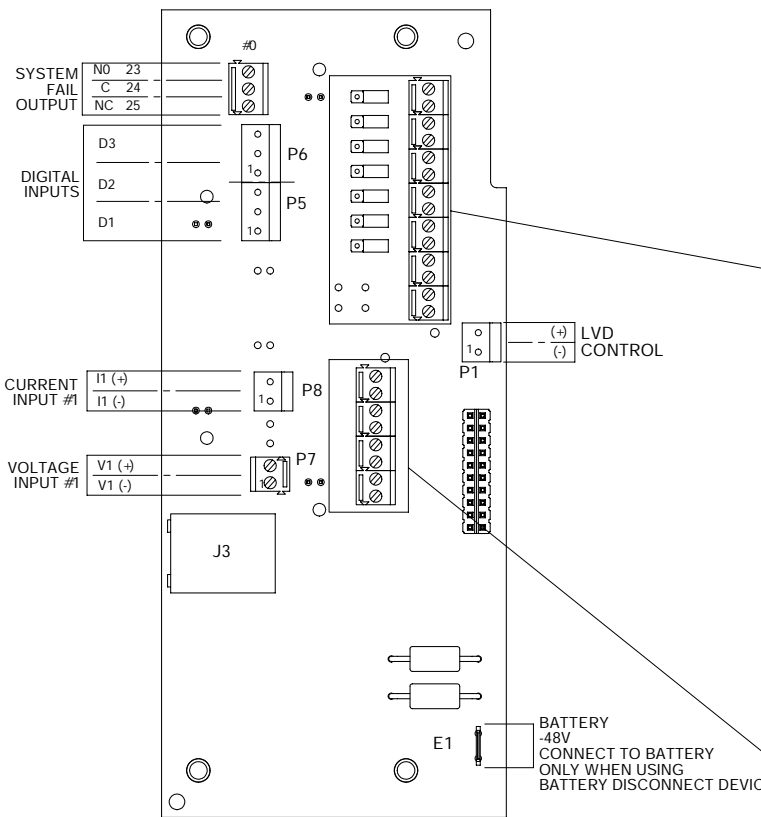 #0
SYSTEM
FAIL
OUTPUT
NO 23
C 24
NC 25
DIGITAL
INPUTS
D3
D2
D1
P6
1
P5
1
(+)
(-)
LVD
CONTROL
1
P1
CURRENT
INPUT #1
I1 (+)
I1 (-)
1
P8
VOLTAGE
INPUT #1
V1 (+)
V1 (-)
1
P7
J3
E1
BATTERY
-48V
CONNECT TO BATTERY
ONLY WHEN USING
BATTERY DISCONNECT DEVIC